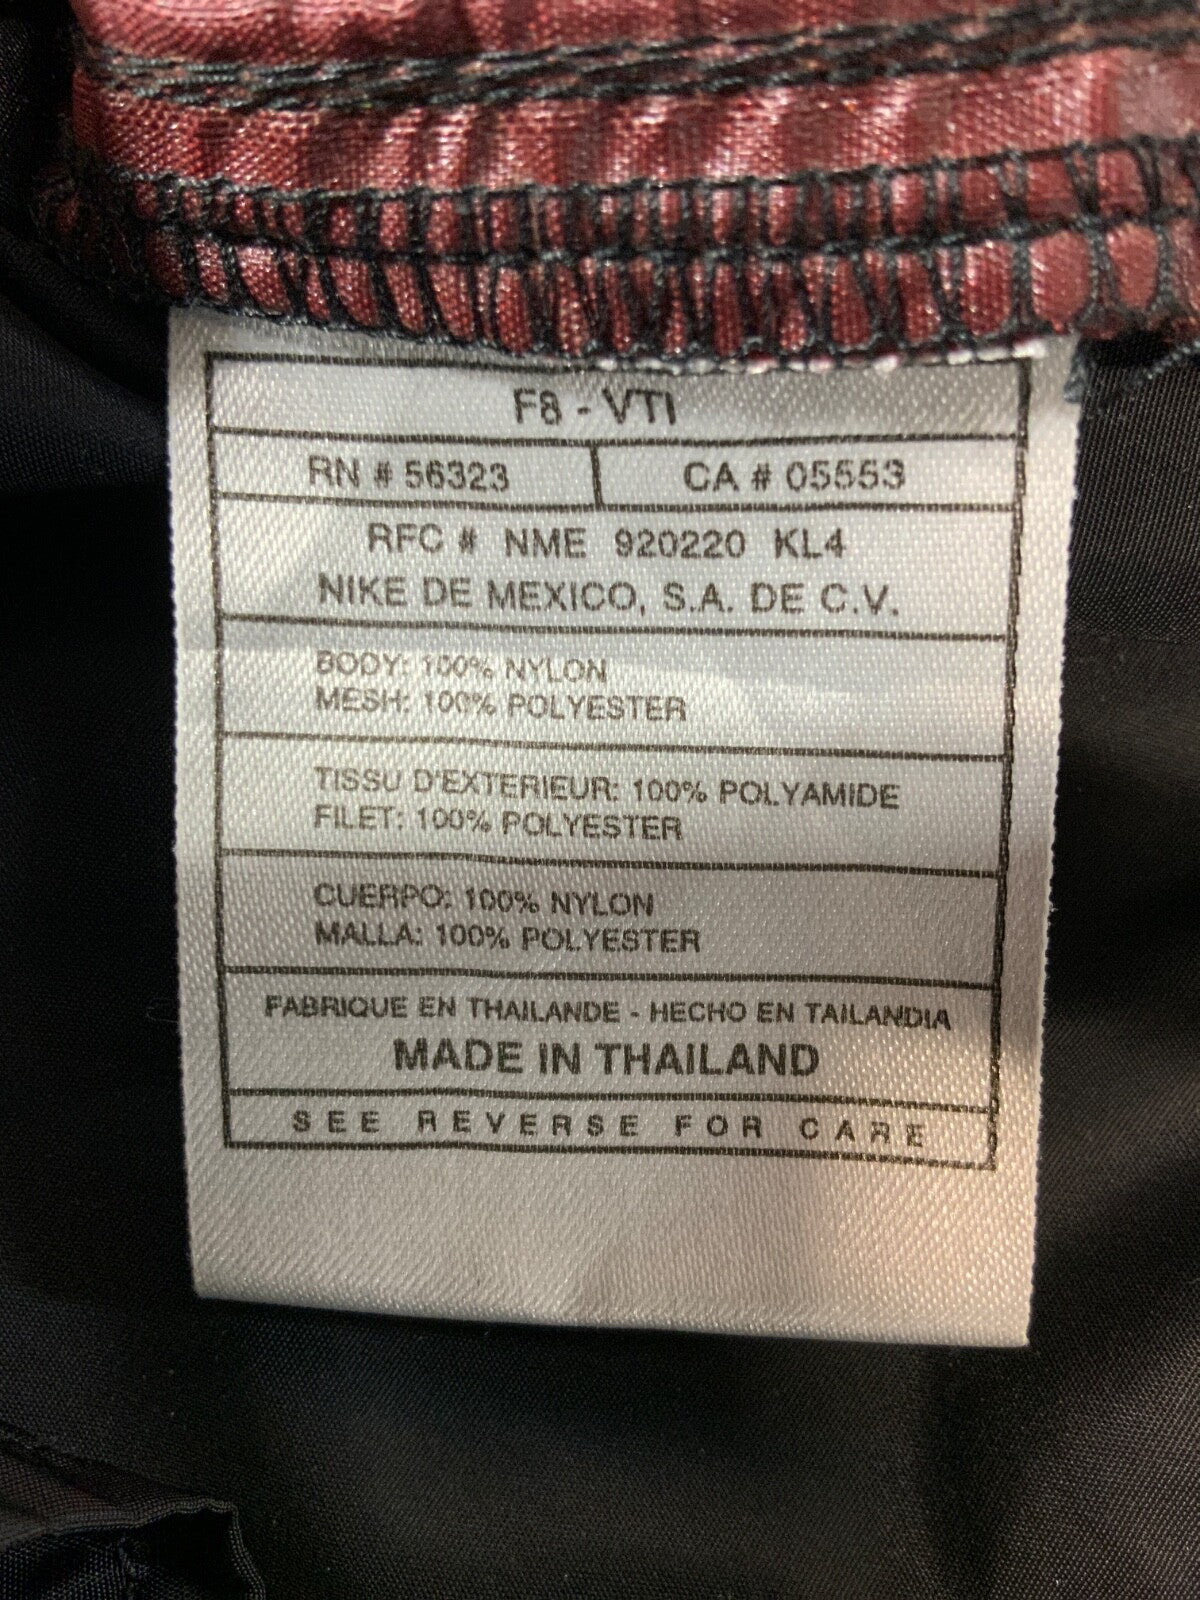 F8 - VTI
RN # 56323 CA # 05553
RFC # NME 920220 KL4
NIKE DE MEXICO, S.A. DE C.V.
BODY: 100% NYLON
MESH: 100% POLYESTER
TISSU D'EXTERIEUR: 100% POLYAMIDE
FILET: 100% POLYESTER
CUERPO: 100% NYLON
MALLA: 100% POLYESTER
FABRIQUE EN THAILANDE - HECHO EN TAILANDIA
MADE IN THAILAND
SEE REVERSE FOR CARE